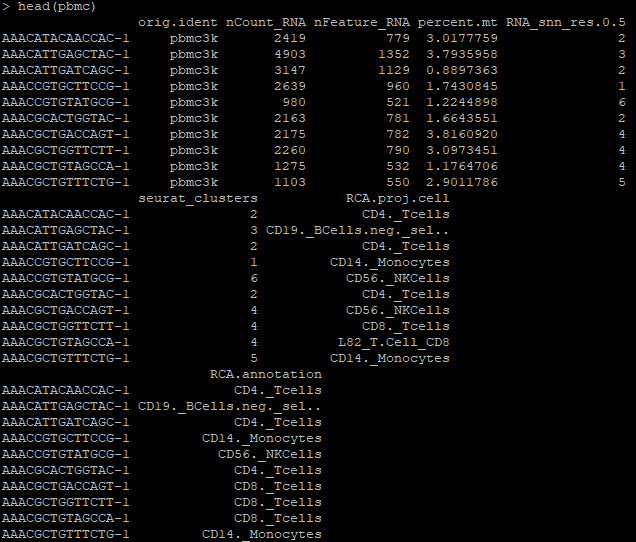 > head(pbmc)
orig.ident nCount_RNA nFeature_RNA percent.mt RNA_snn_res.0.5
AAACATACAACCAC-1 pbmc3k 2419 779 3.0177759 2
AAACATTGAGCTAC-1 pbmc3k 4903 1352 3.7935958 3
AAACATTGATCAGC-1 pbmc3k 3147 1129 0.8897363 2
AAACCGTGCTTCCG-1 pbmc3k 2639 960 1.7430845 1
AAACCGTGTATGCG-1 pbmc3k 980 521 1.2244898 6
AAACGCACTGGTAC-1 pbmc3k 2163 781 1.6643551 2
AAACGCTGACCAGT-1 pbmc3k 2175 782 3.8160920 4
AAACGCTGGTTCTT-1 pbmc3k 2260 790 3.0973451 4
AAACGCTGTAGCCA-1 pbmc3k 1275 532 1.1764706 4
AAACGCTGTTTCTG-1 pbmc3k 1103 550 2.9011786 5
seurat_clusters RCA.proj.cell
AAACATACAACCAC-1 2 CD4._Tcells
AAACATTGAGCTAC-1 3 CD19._BCells.neg._sel..
AAACATTGATCAGC-1 2 CD4._Tcells
AAACCGTGCTTCCG-1 1 CD14._Monocytes
AAACCGTGTATGCG-1 6 CD56._NKCells
AAACGCACTGGTAC-1 2 CD4._Tcells
AAACGCTGACCAGT-1 4 CD56._NKCells
AAACGCTGGTTCTT-1 4 CD8._Tcells
AAACGCTGTAGCCA-1 4 L82_T.Cell_CD8
AAACGCTGTTTCTG-1 5 CD14._Monocytes
RCA.annotation
AAACATACAACCAC-1 CD4._Tcells
AAACATTGAGCTAC-1 CD19._BCells.neg._sel..
AAACATTGATCAGC-1 CD4._Tcells
AAACCGTGCTTCCG-1 CD14._Monocytes
AAACCGTGTATGCG-1 CD56._NKCells
AAACGCACTGGTAC-1 CD4._Tcells
AAACGCTGACCAGT-1 CD8._Tcells
AAACGCTGGTTCTT-1 CD8._Tcells
AAACGCTGTAGCCA-1 CD8._Tcells
AAACGCTGTTTCTG-1 CD14._Monocytes